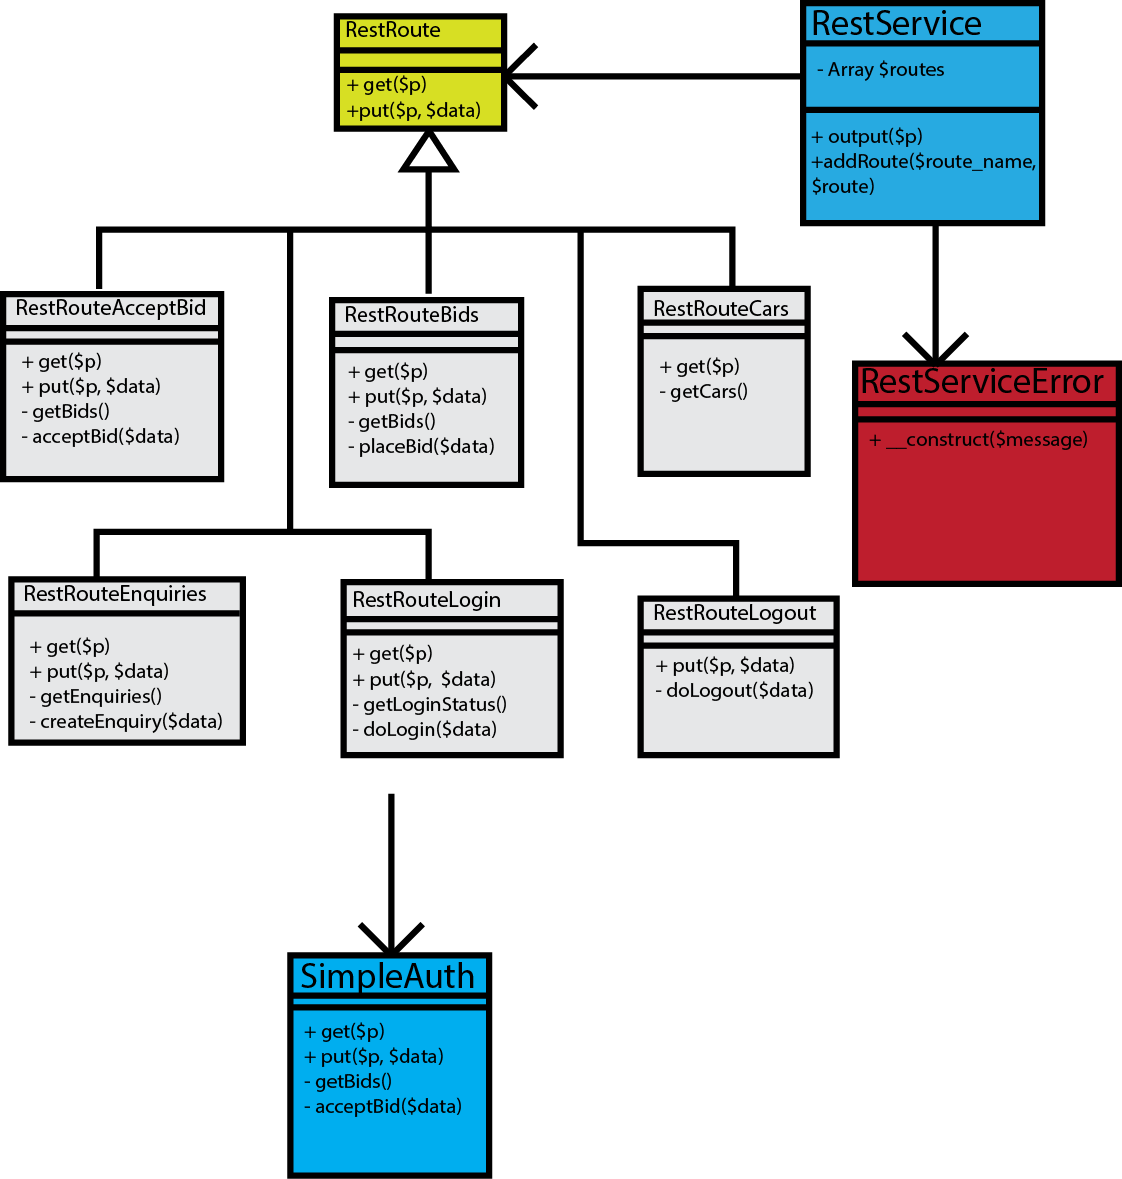 RestRoute
+ get($p)
+put($p, $data)
RestService
- Array $routes
+ output($p)
+addRoute($route_name,
$route)
RestRouteAcceptBid
+ get($p)
+ put($p, $data)
- getBids()
- acceptBid($data)
RestRouteBids
+ get($p)
+ put($p, $data)
- getBids()
- placeBid($data)
RestRouteCars
+ get($p)
- getCars()
RestServiceError
+ __construct($message)
RestRouteEnquiries
+ get($p)
+ put($p, $data)
- getEnquiries()
- createEnquiry($data)
RestRouteLogin
+ get($p)
+ put($p,  $data)
- getLoginStatus()
- doLogin($data)
RestRouteLogout
+ put($p, $data)
- doLogout($data)
SimpleAuth
+ get($p)
+ put($p, $data)
- getBids()
- acceptBid($data)